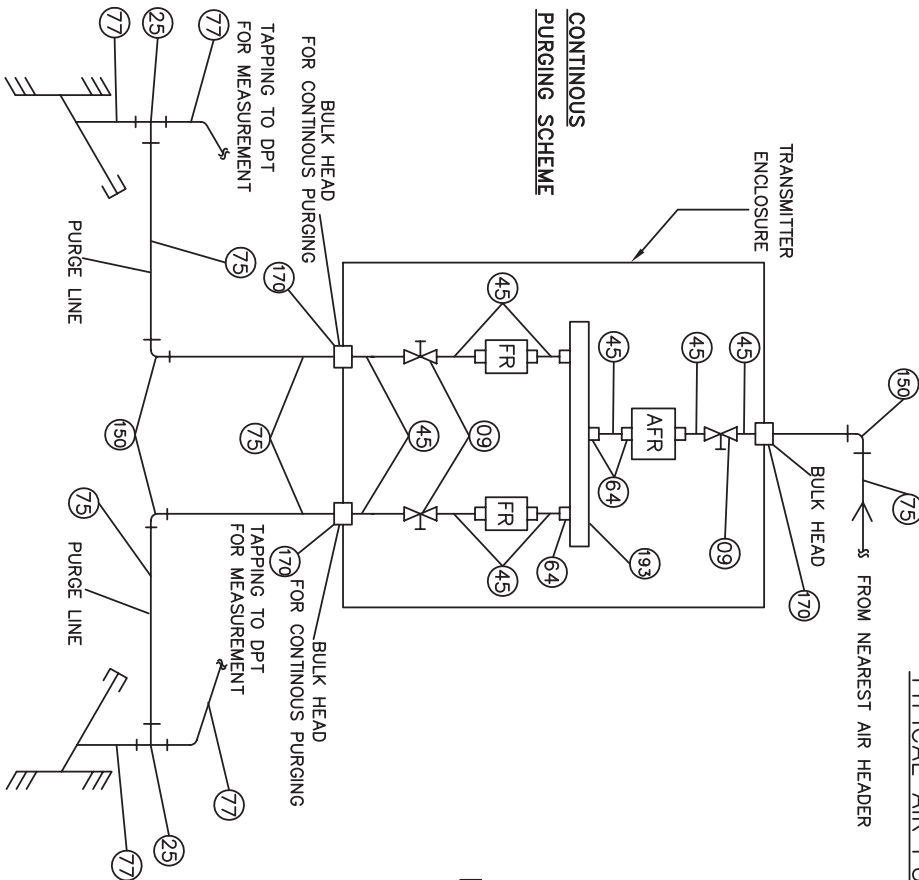 TYPICAL AIR
150
75
FROM NEAREST AIR HEADER
BULK HEAD
170
TRANSMITTER
ENCLOSURE
45
09
45
AFR
193
45
64
CONTINOUS
PURGING SCHEME
64
45
FR
FR
45
09
45
BULK HEAD
FOR CONTINOUS PURGING
BULK HEAD
FOR CONTINOUS PURGING
170
170
75
75
TAPPING TO DPT
FOR MEASUREMENT
TAPPING TO DPT
FOR MEASUREMENT
77
77
25
25
150
77
77
75
PURGE LINE
PURGE LINE